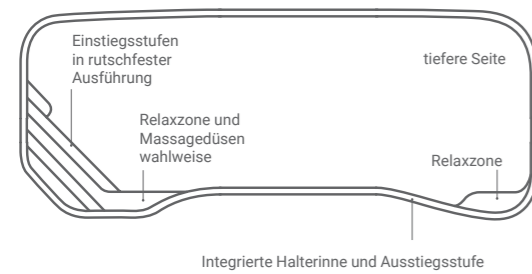 Einstiegsstufen
in rutschfester
Ausführung
tiefere Seite
Relaxzone und
Massagedüsen
wahlweise
Relaxzone
Integrierte Halterinne und Ausstiegsstufe